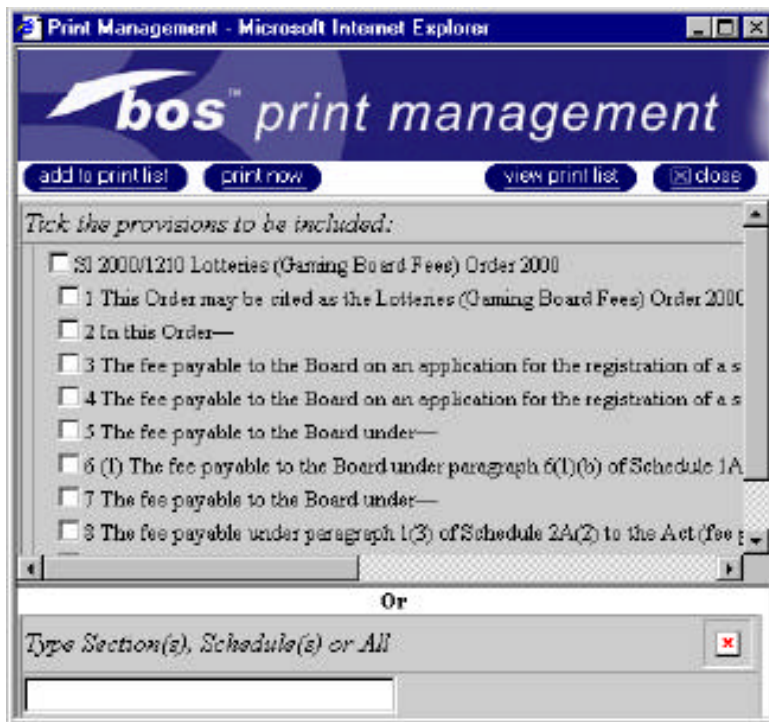 Print Management - Microsoft Internet Explorer
bos™ print management
add to print list print now view print list close
Tick the provisions to be included:
SI 2000/1210 Lotteries (Gaming Board Fees) Order 2000
1 This Order may be cited as the Lotteries (Gaming Board Fees) Order 2000
2 In this Order—
3 The fee payable to the Board on an application for the registration of a s
4 The fee payable to the Board on an application for the registration of a s
5 The fee payable to the Board under—
6 (1) The fee payable to the Board under paragraph 6(1)(b) of Schedule 1A
7 The fee payable to the Board under—
8 The fee payable under paragraph 1(3) of Schedule 2A(2) to the Act (fee p
Or
Type Section(s), Schedule(s) or All